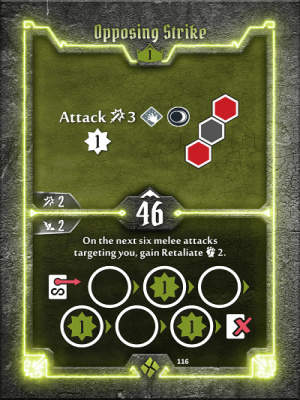 Opposing Strike
1
Attack 3
1
2
2
46
On the next six melee attacks
targeting you, gain Retaliate 2.
1
1 1
116